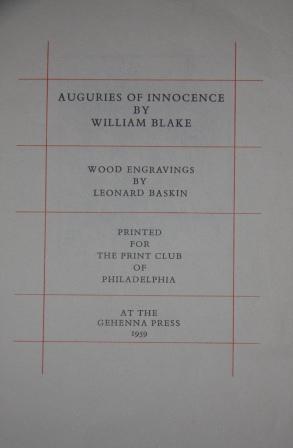 AUGURIES OF INNOCENCE
BY
WILLIAM BLAKE
WOOD ENGRAVINGS
BY
LEONARD BASKIN
PRINTED
FOR
THE PRINT CLUB
OF
PHILADELPHIA
AT THE
GEHENNA PRESS
1959